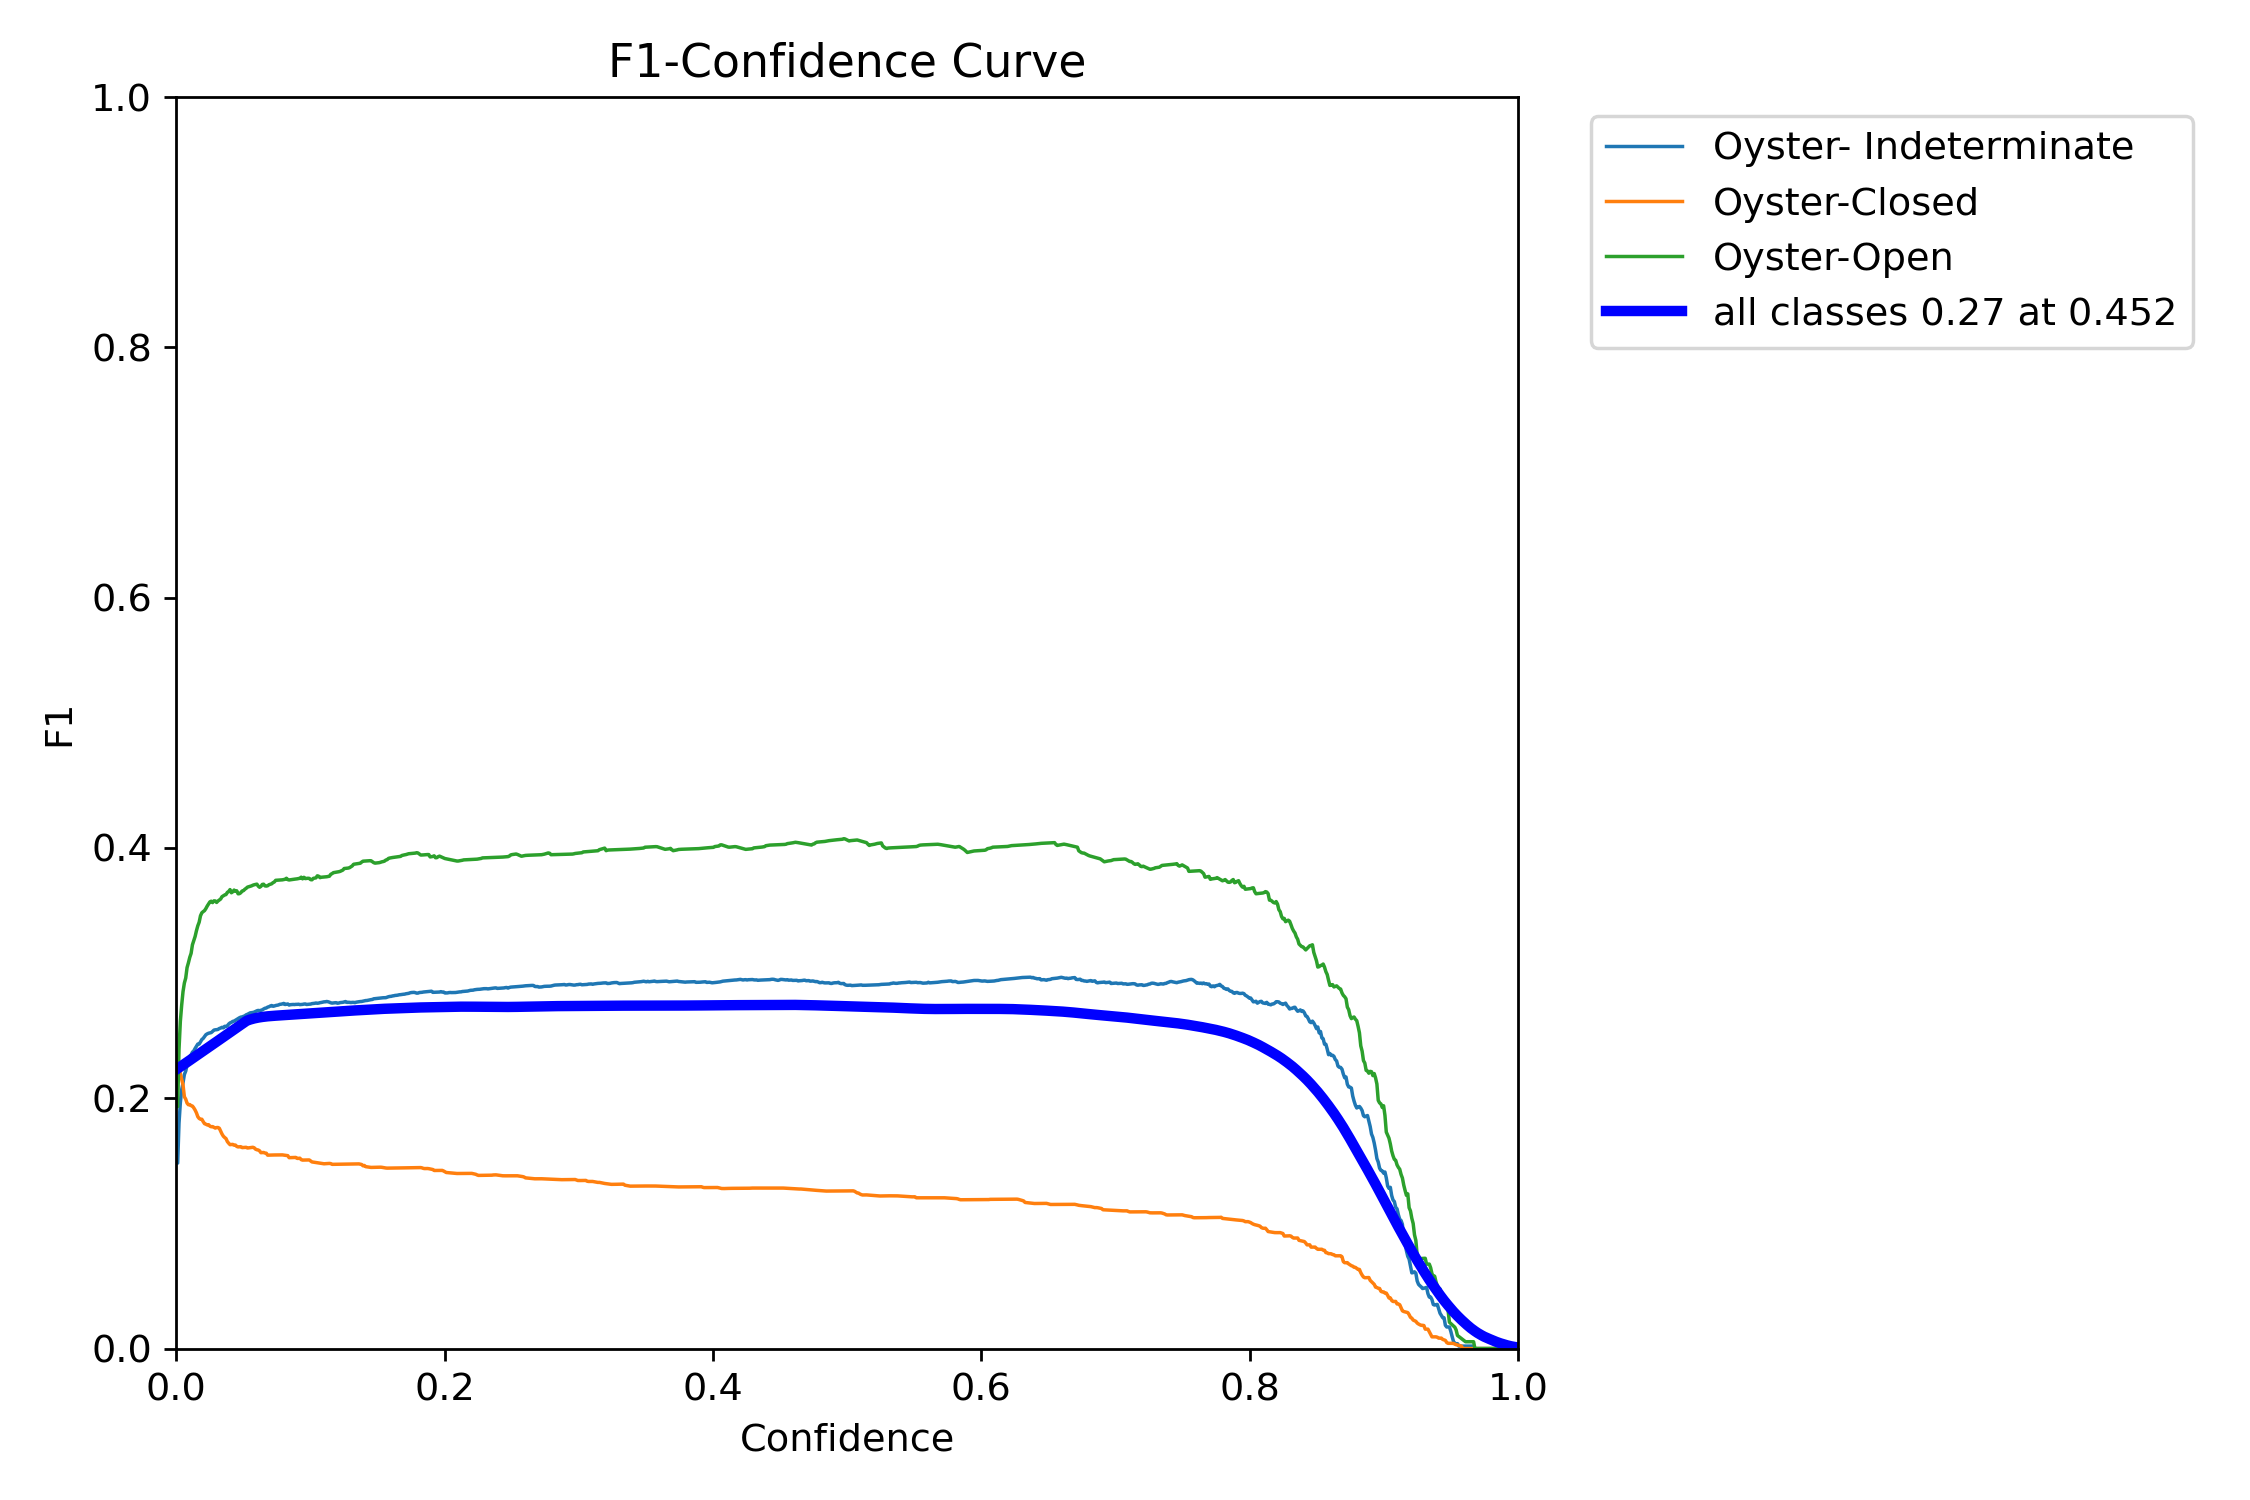 F1-Confidence Curve
1.0
0.8
0.6
0.4
0.2
0.0
F1
0.0 0.2 0.4 0.6 0.8 1.0
Confidence
Oyster- Indeterminate
Oyster-Closed
Oyster-Open
all classes 0.27 at 0.452